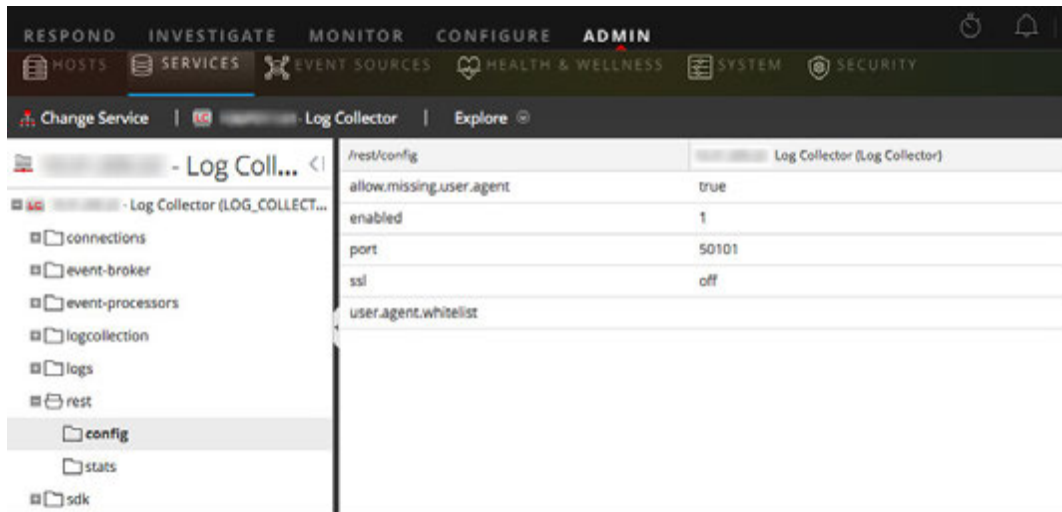 RESPOND INVESTIGATE MONITOR CONFIGURE ADMIN
HOSTS SERVICES EVENT SOURCES HEALTH & WELLNESS SYSTEM SECURITY
Change Service | LC - Log Collector | Explore
- Log Coll...
/rest/config Log Collector (Log Collector)
LC - Log Collector (LOG_COLLECT...
allow.missing.user.agent true
connections
enabled 1
event-broker
port 50101
event-processors
ssl off
logcollection
user.agent.whitelist
logs
rest
config
stats
sdk